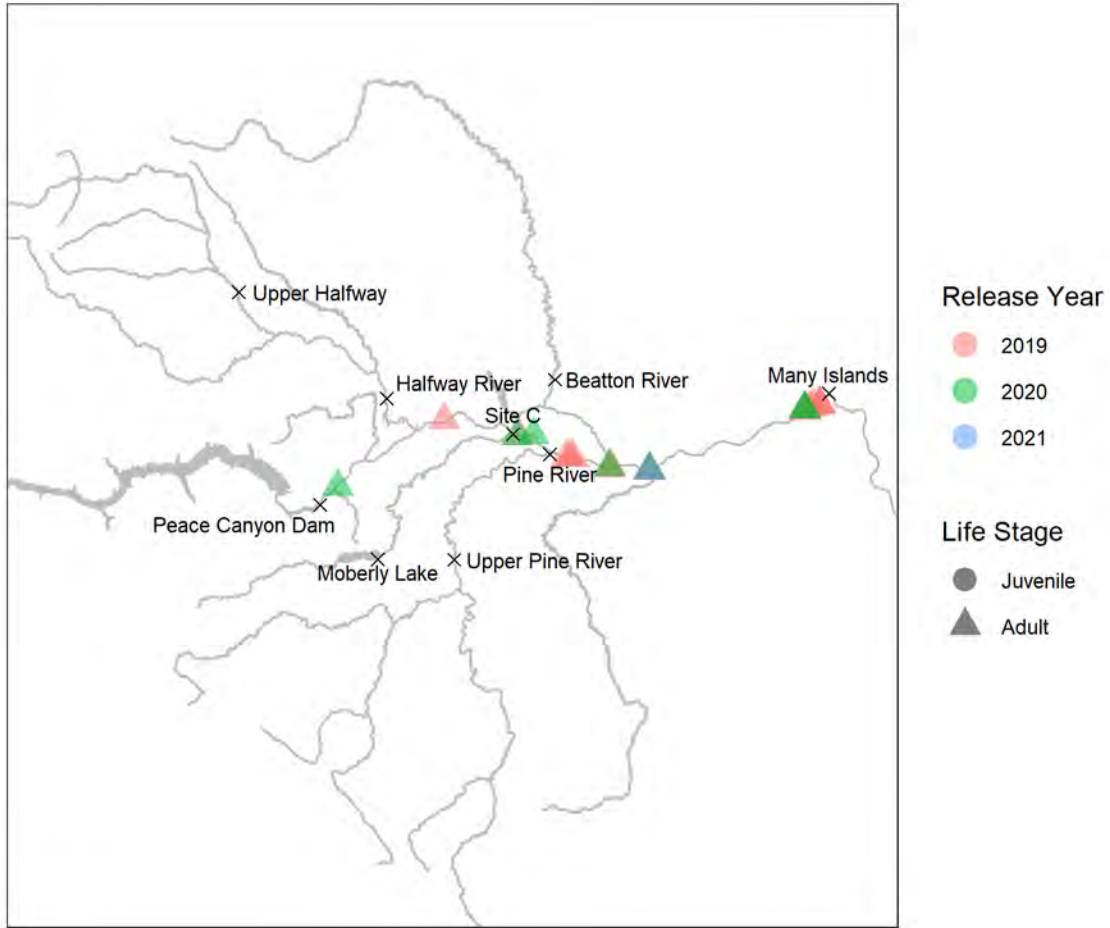 Upper Halfway
Halfway River
Beatton River
Many Islands
Site C
Pine River
Peace Canyon Dam
Moberly Lake
Upper Pine River
Release Year
2019
2020
2021
Life Stage
Juvenile
Adult